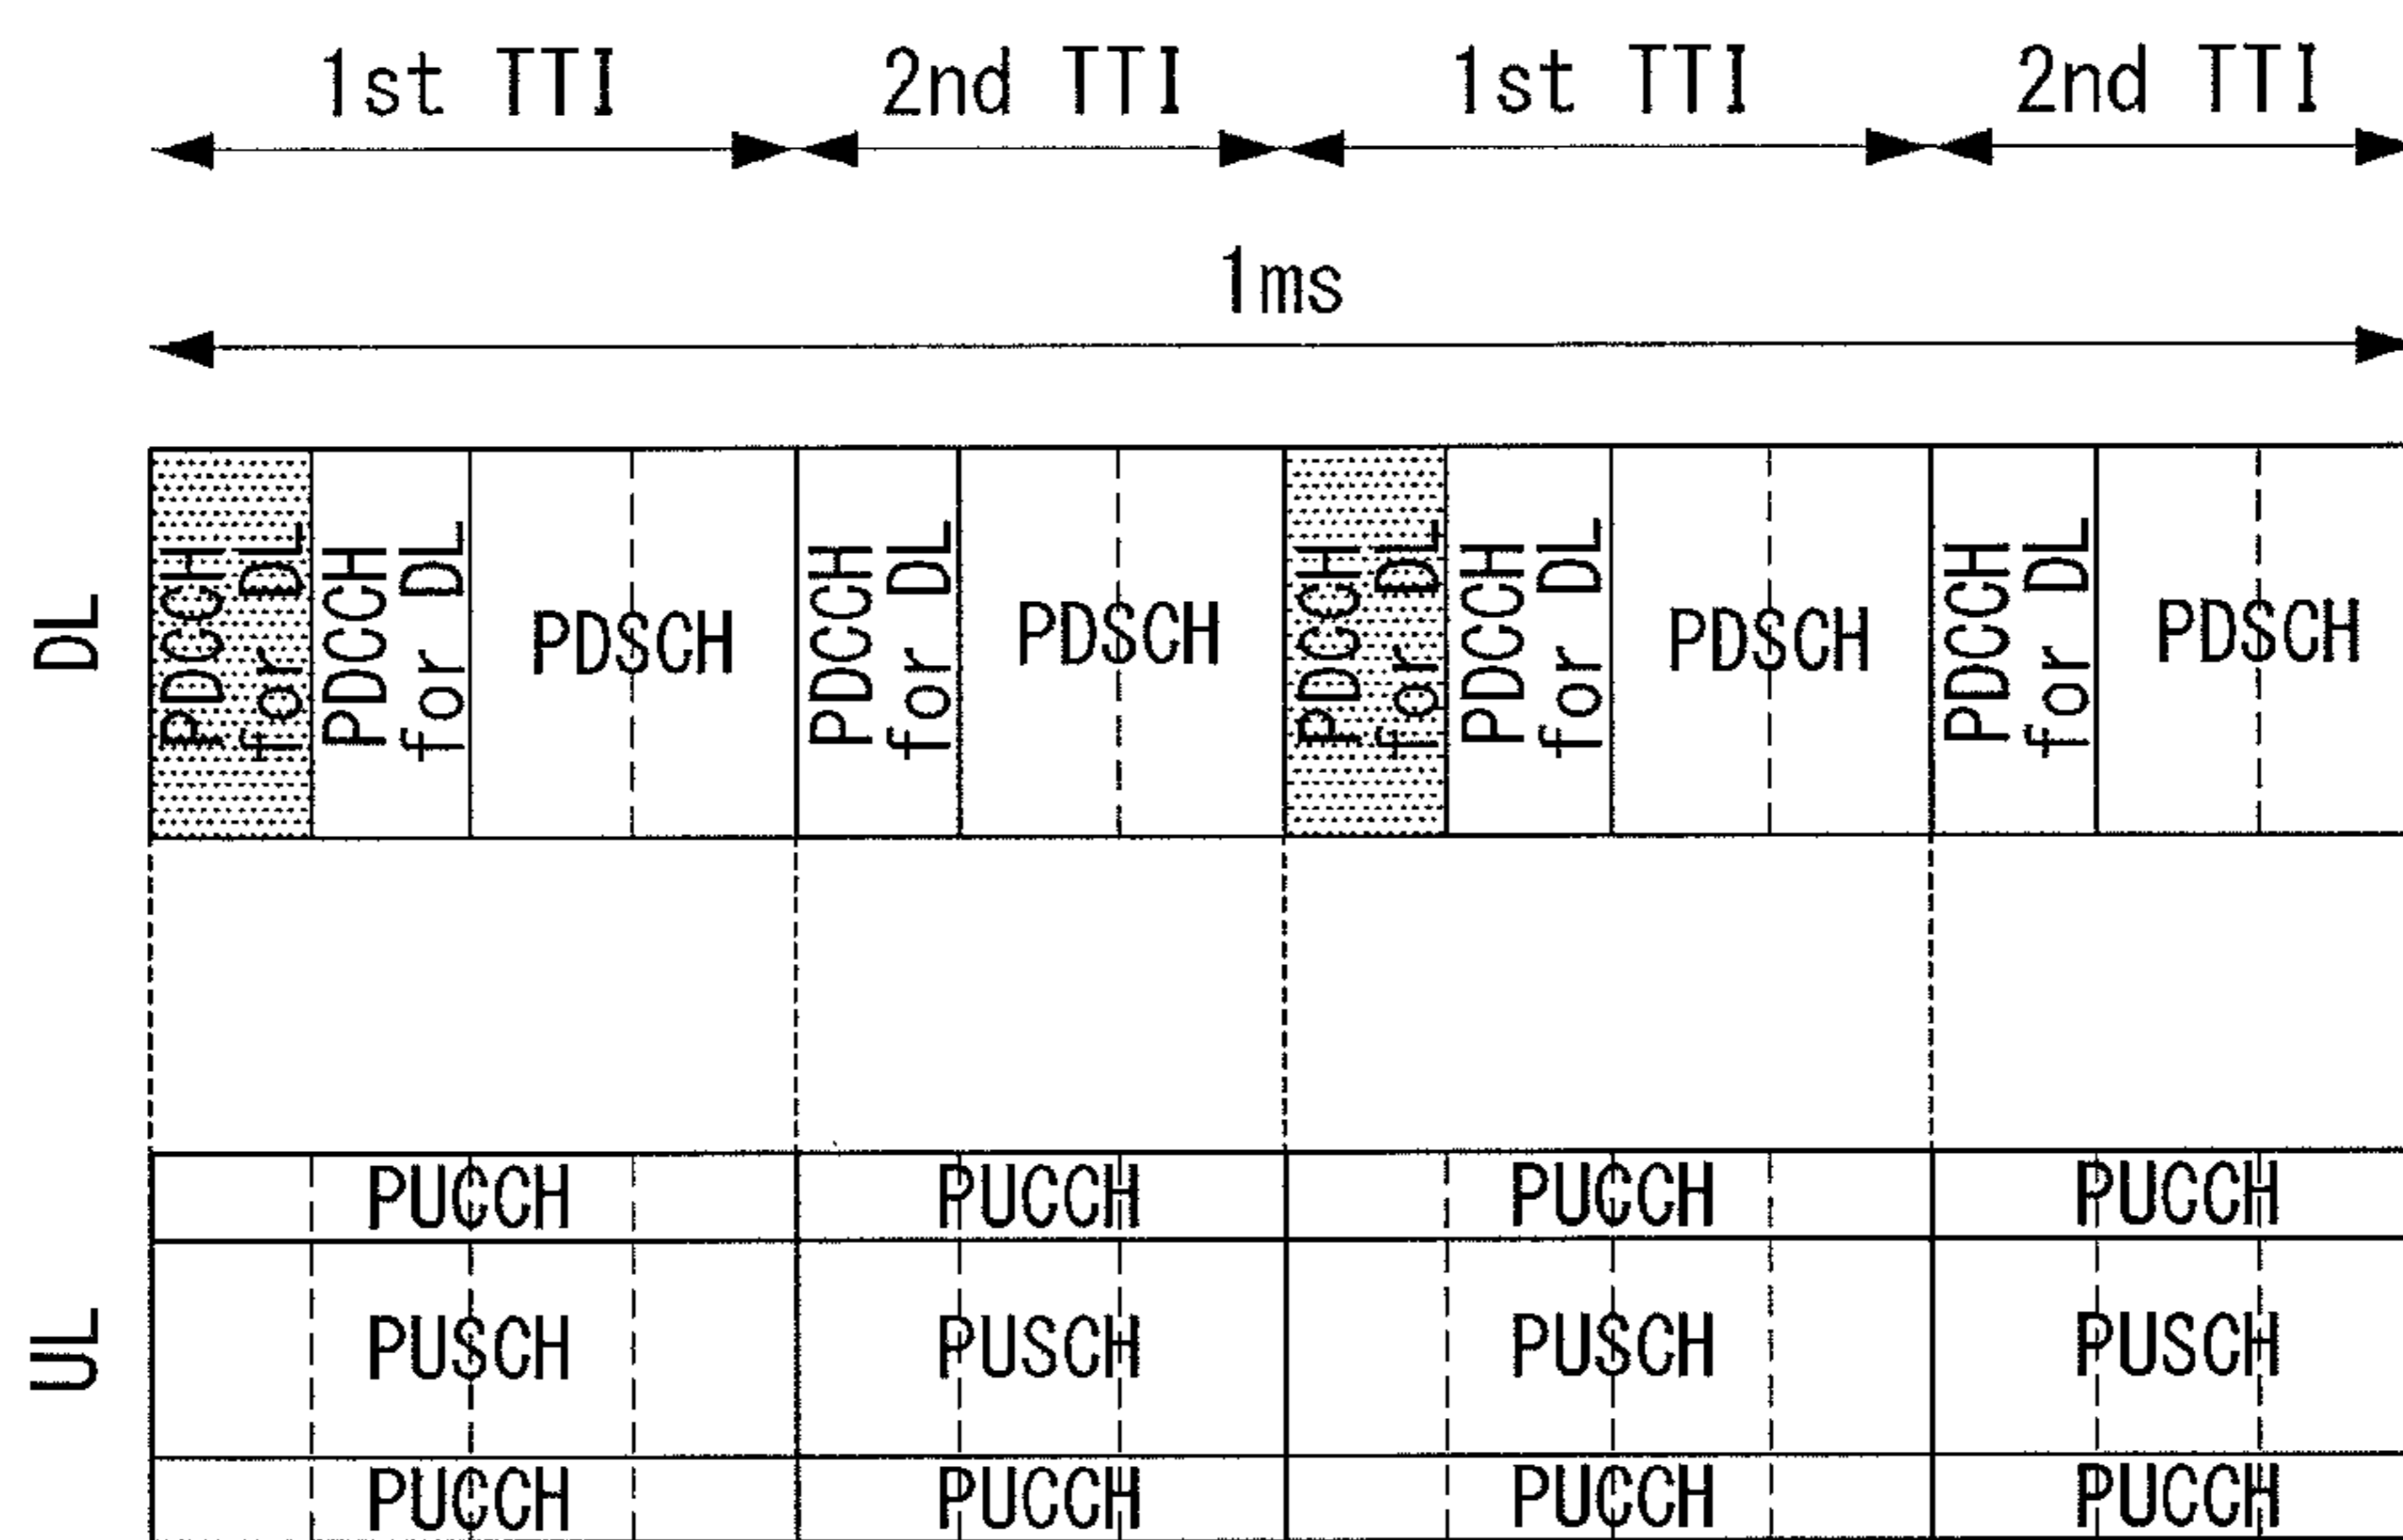 1st TTI 2nd TTI 1st TTI 2nd TTI
1ms
DL
PDCCH
for DL
PDCCH
for DL
PDSCH
PDCCH
for DL
PDSCH
PDCCH
for DL
PDCCH
for DL
PDSCH
PDCCH
for DL
PDSCH
UL
PUCCH PUCCH PUCCH PUCCH
PUSCH PUSCH PUSCH PUSCH
PUCCH PUCCH PUCCH PUCCH